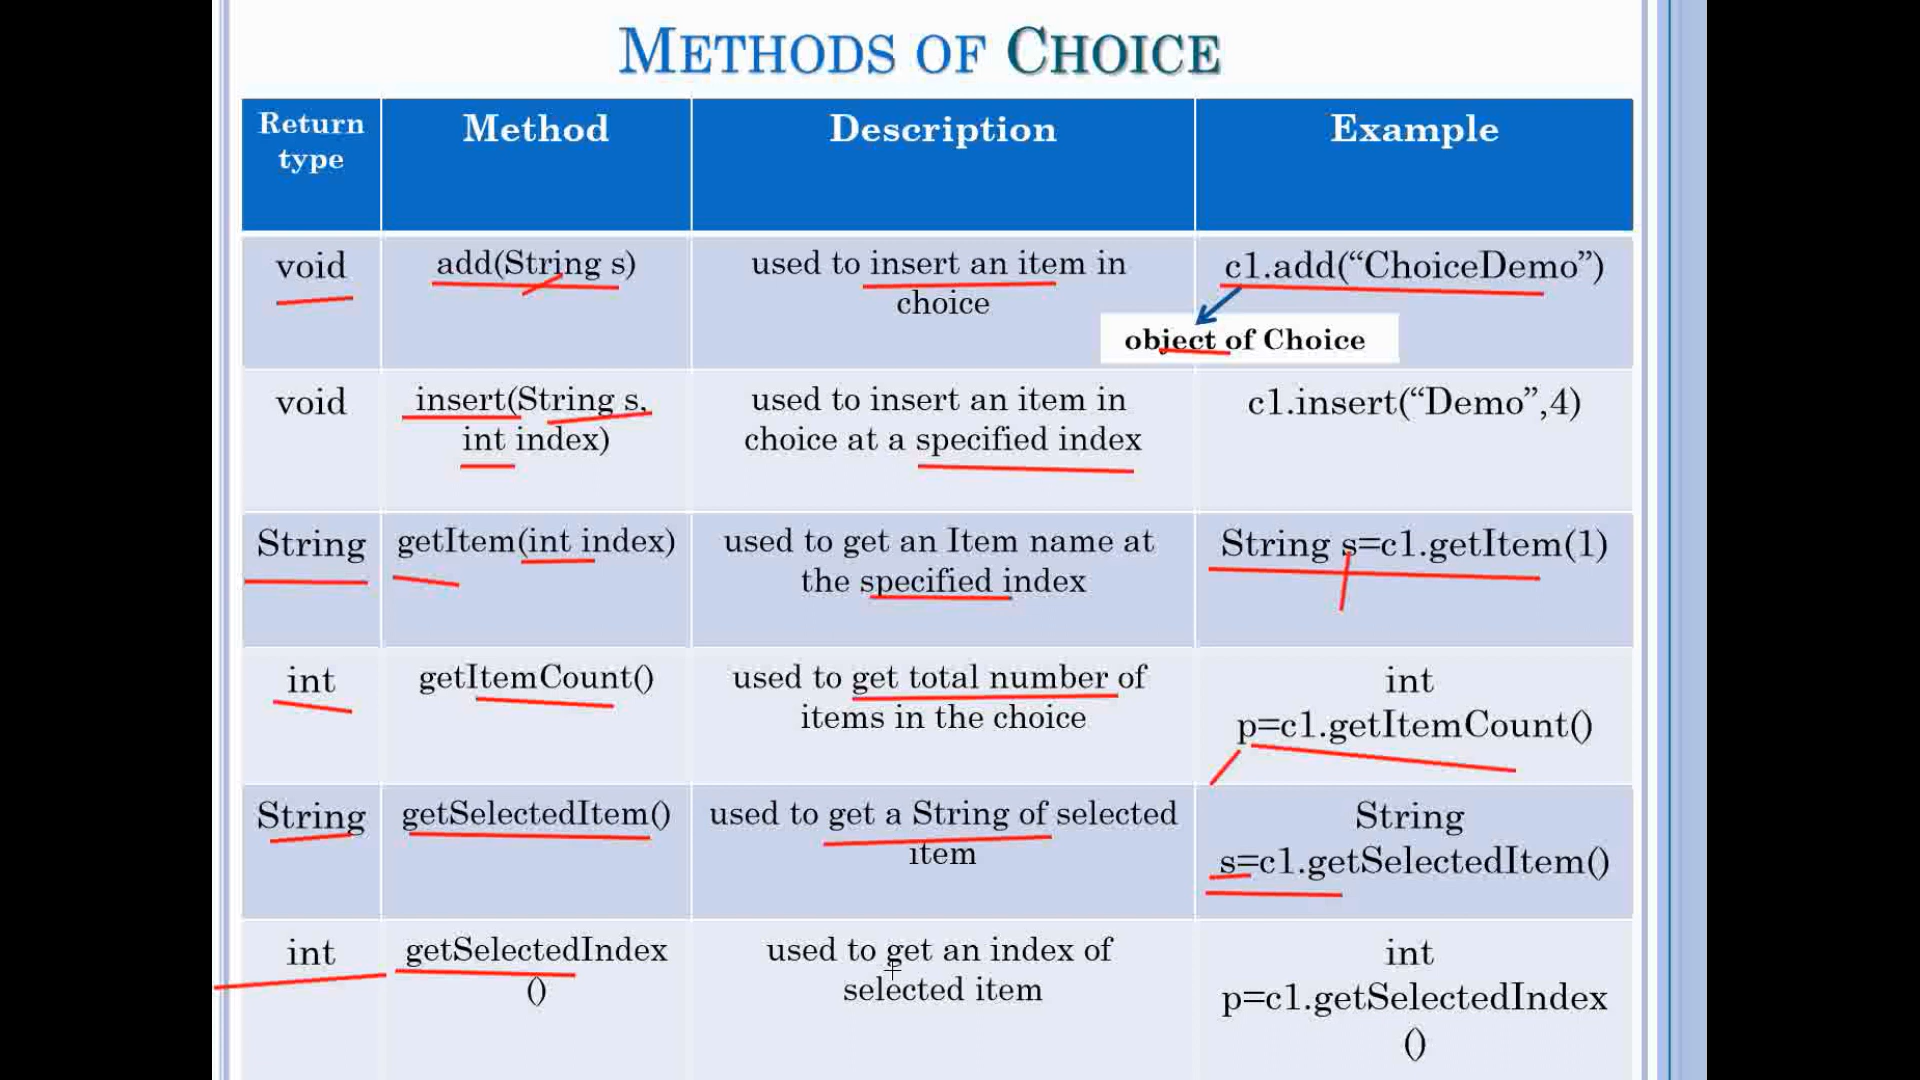 METHODS OF CHOICE
Return
type
Method
Description
Example
void
add(String s)
used to insert an item in
choice
c1.add(“ChoiceDemo”)
object of Choice
void
insert(String s,
int index)
used to insert an item in
choice at a specified index
c1.insert(“Demo”,4)
String
getItem(int index)
used to get an Item name at
the specified index
String s=c1.getItem(1)
int
getItemCount()
used to get total number of
items in the choice
int
p=c1.getItemCount()
String
getSelectedItem()
used to get a String of selected
item
String
s=c1.getSelectedItem()
int
getSelectedIndex
()
used to get an index of
selected item
int
p=c1.getSelectedIndex
()